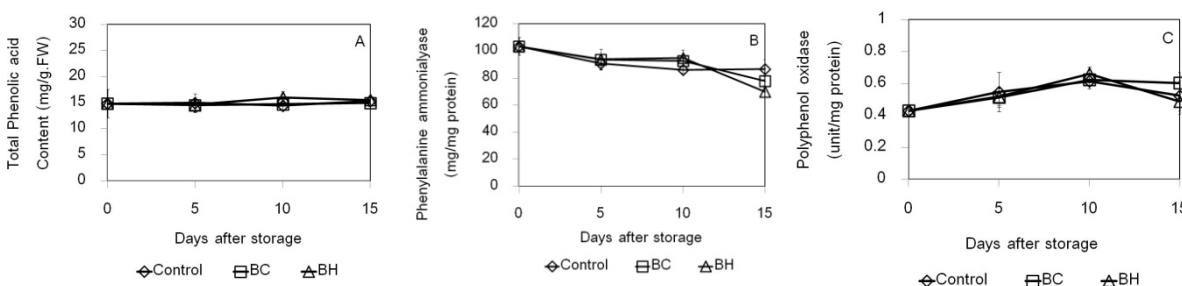 Total Phenolic acid
Content (mg/g.FW)
30
25
20
15
10
5
0
A
0 5 10 15
Days after storage
Control BC BH
Phenylalanine ammonialyase
(mg/mg protein)
120
100
80
60
40
20
0
B
0 5 10 15
Days after storage
Control BC BH
Polyphenol oxidase
(unit/mg protein)
1
0.8
0.6
0.4
0.2
0
C
0 5 10 15
Days after storage
Control BC BH